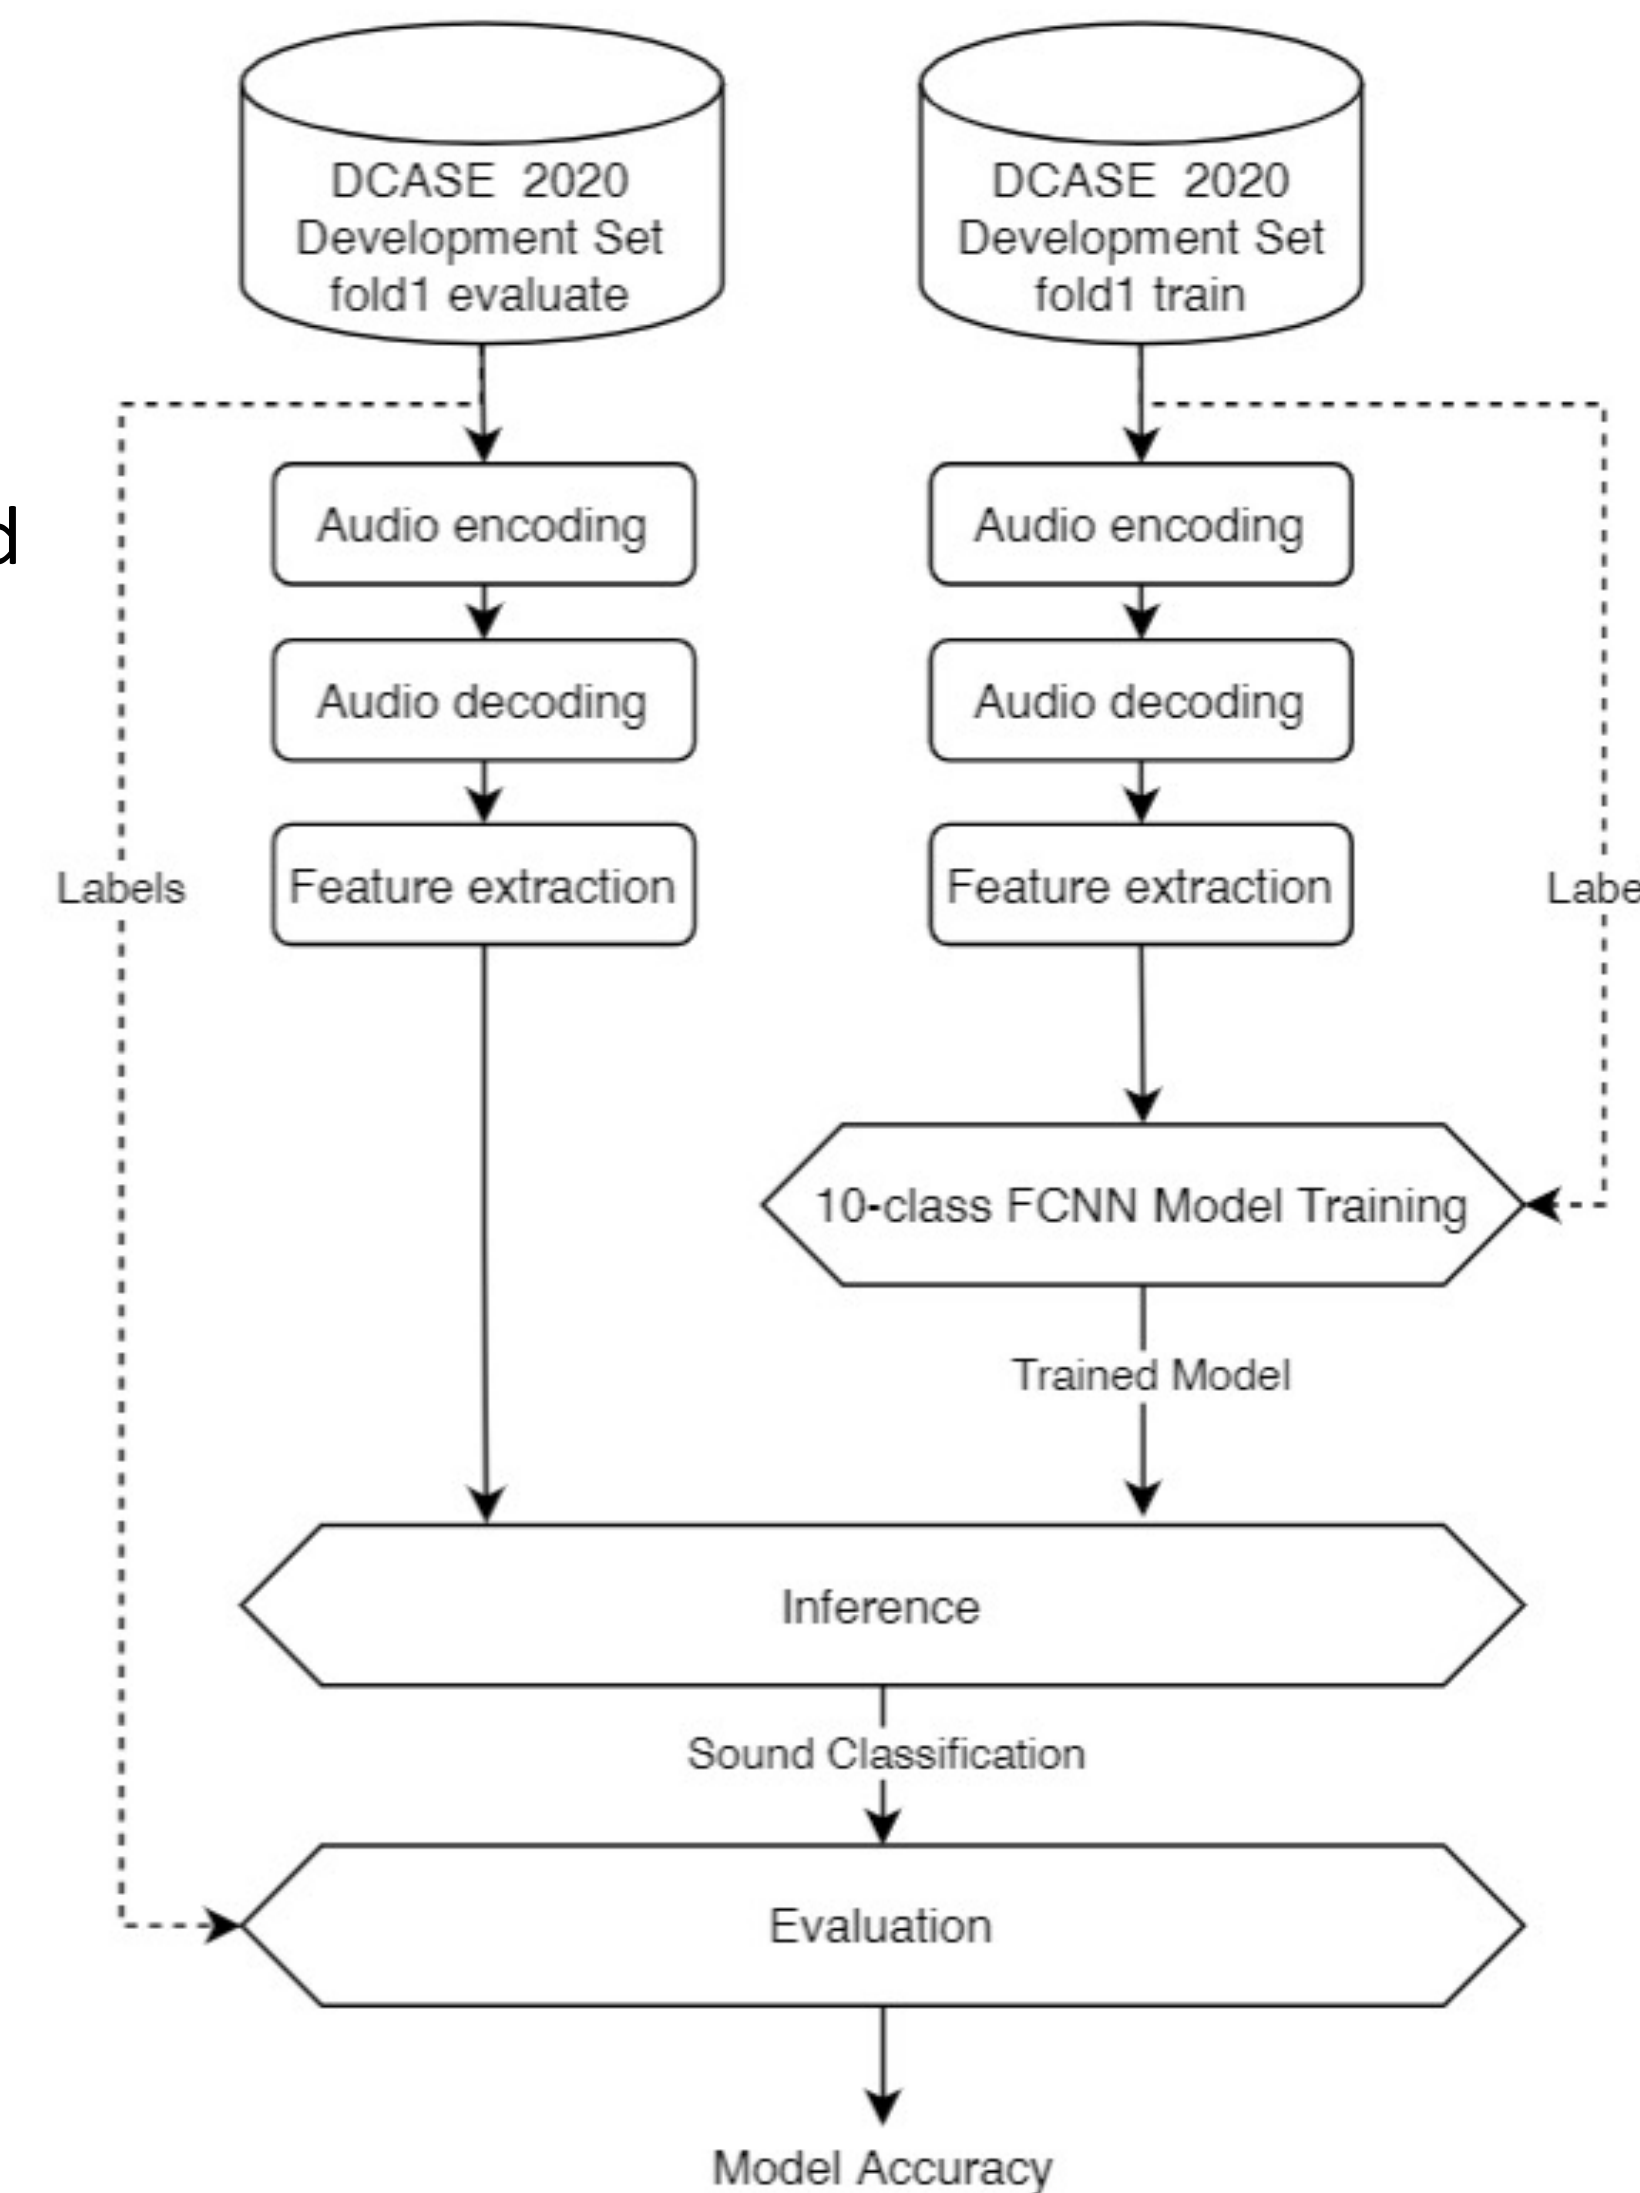 DCASE 2020
Development Set
fold1 evaluate
DCASE 2020
Development Set
fold1 train
Audio encoding
Audio encoding
Audio decoding
Audio decoding
Labels
Feature extraction
Feature extraction
10-class FCNN Model Training
Trained Model
Inference
Sound Classification
Evaluation
Model Accuracy